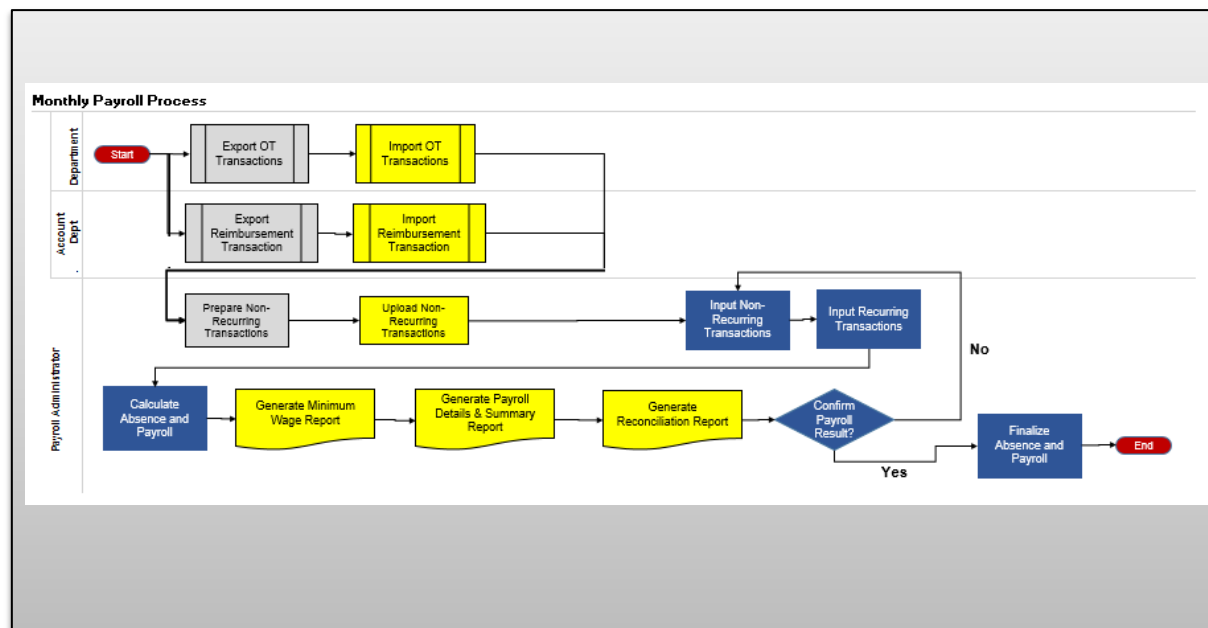 Monthly Payroll Process
Department
Start
Export OT
Transactions
Import OT
Transactions
Account
Dept
.
Export
Reimbursement
Transaction
Import
Reimbursement
Transaction
Payroll Administrator
Prepare Non-
Recurring
Transactions
Upload Non-
Recurring
Transactions
Input Non-
Recurring
Transactions
Input Recurring
Transactions
No
Calculate
Absence and
Payroll
Generate Minimum
Wage Report
Generate Payroll
Details & Summary
Report
Generate
Reconciliation Report
Confirm
Payroll
Result?
Yes
Finalize
Absence and
Payroll
End